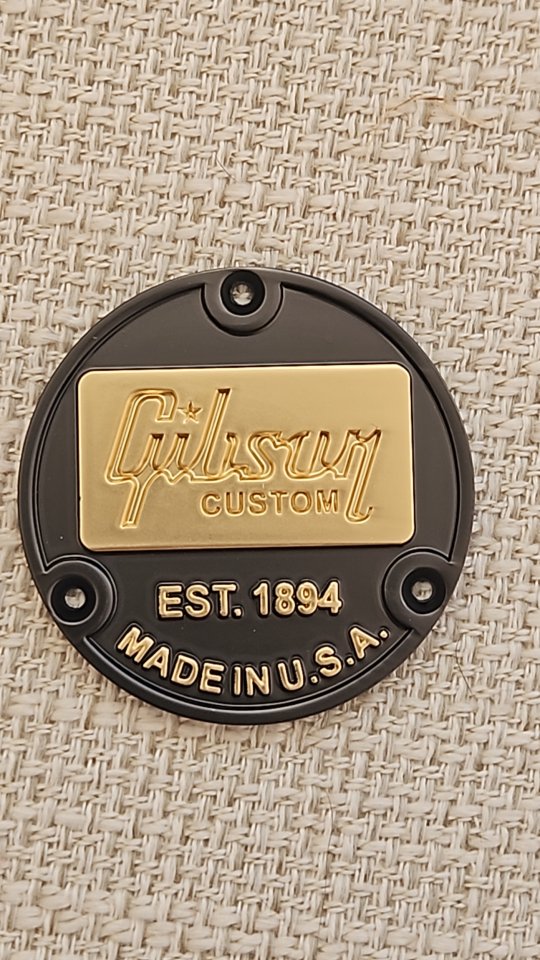 Gibson
CUSTOM
EST. 1894
MADE IN U.S.A.